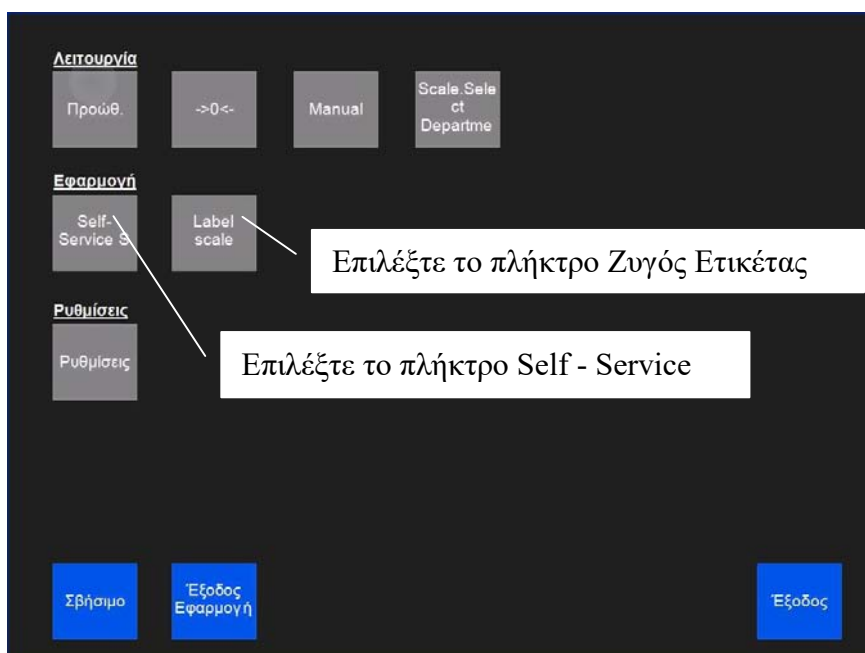 Λειτουργία
Προώθ.
->0<-
Manual
Scale.Sele
ct
Departme
Εφαρμογή
Self-
Service S
Label
scale
Επιλέξτε το πλήκτρο Ζυγός Ετικέτας
Ρυθμίσεις
Ρυθμίσεις
Επιλέξτε το πλήκτρο Self - Service
Σβήσιμο
Έξοδος
Εφαρμογή
Έξοδος